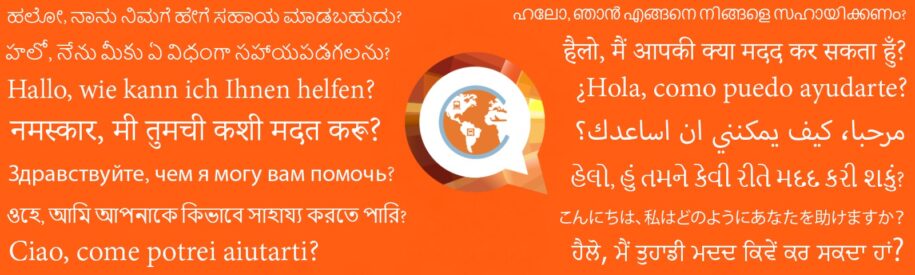 ಹಲೋ, ನಾನು ನಿಮಗೆ ಹೇಗೆ ಸಹಾಯ ಮಾಡಬಹುದು?
హలో, నేను మీకు ఏ విధంగా సహాయపడగలను?
Hallo, wie kann ich Ihnen helfen?
नमस्कार, मी तुमची कशी मदत करू?
Здравствуйте, чем я могу вам помочь?
ওহে, আমি আপনাকে কিভাবে সাহায্য করতে পারি?
Ciao, come potrei aiutarti?
ഹലോ, ഞാൻ എങ്ങനെ നിങ്ങളെ സഹായിക്കണം?
हैलो, मैं आपकी क्या मदद कर सकता हूँ?
¿Hola, como puedo ayudarte?
مرحبا، كيف يمكنني ان اساعدك؟
હેલો, હું તમને કેવી રીતે મદદ કરી શકું?
こんにちは、私はどのようにあなたを助けますか？
ਹੈਲੋ, ਮੈਂ ਤੁਹਾਡੀ ਮਦਦ ਕਿਵੇਂ ਕਰ ਸਕਦਾ ਹਾਂ?